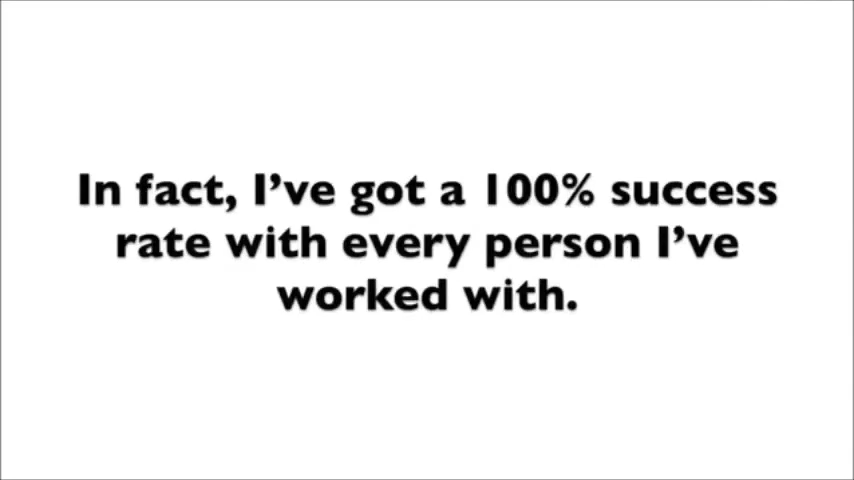 In fact, I’ve got a 100% success
rate with every person I’ve
worked with.